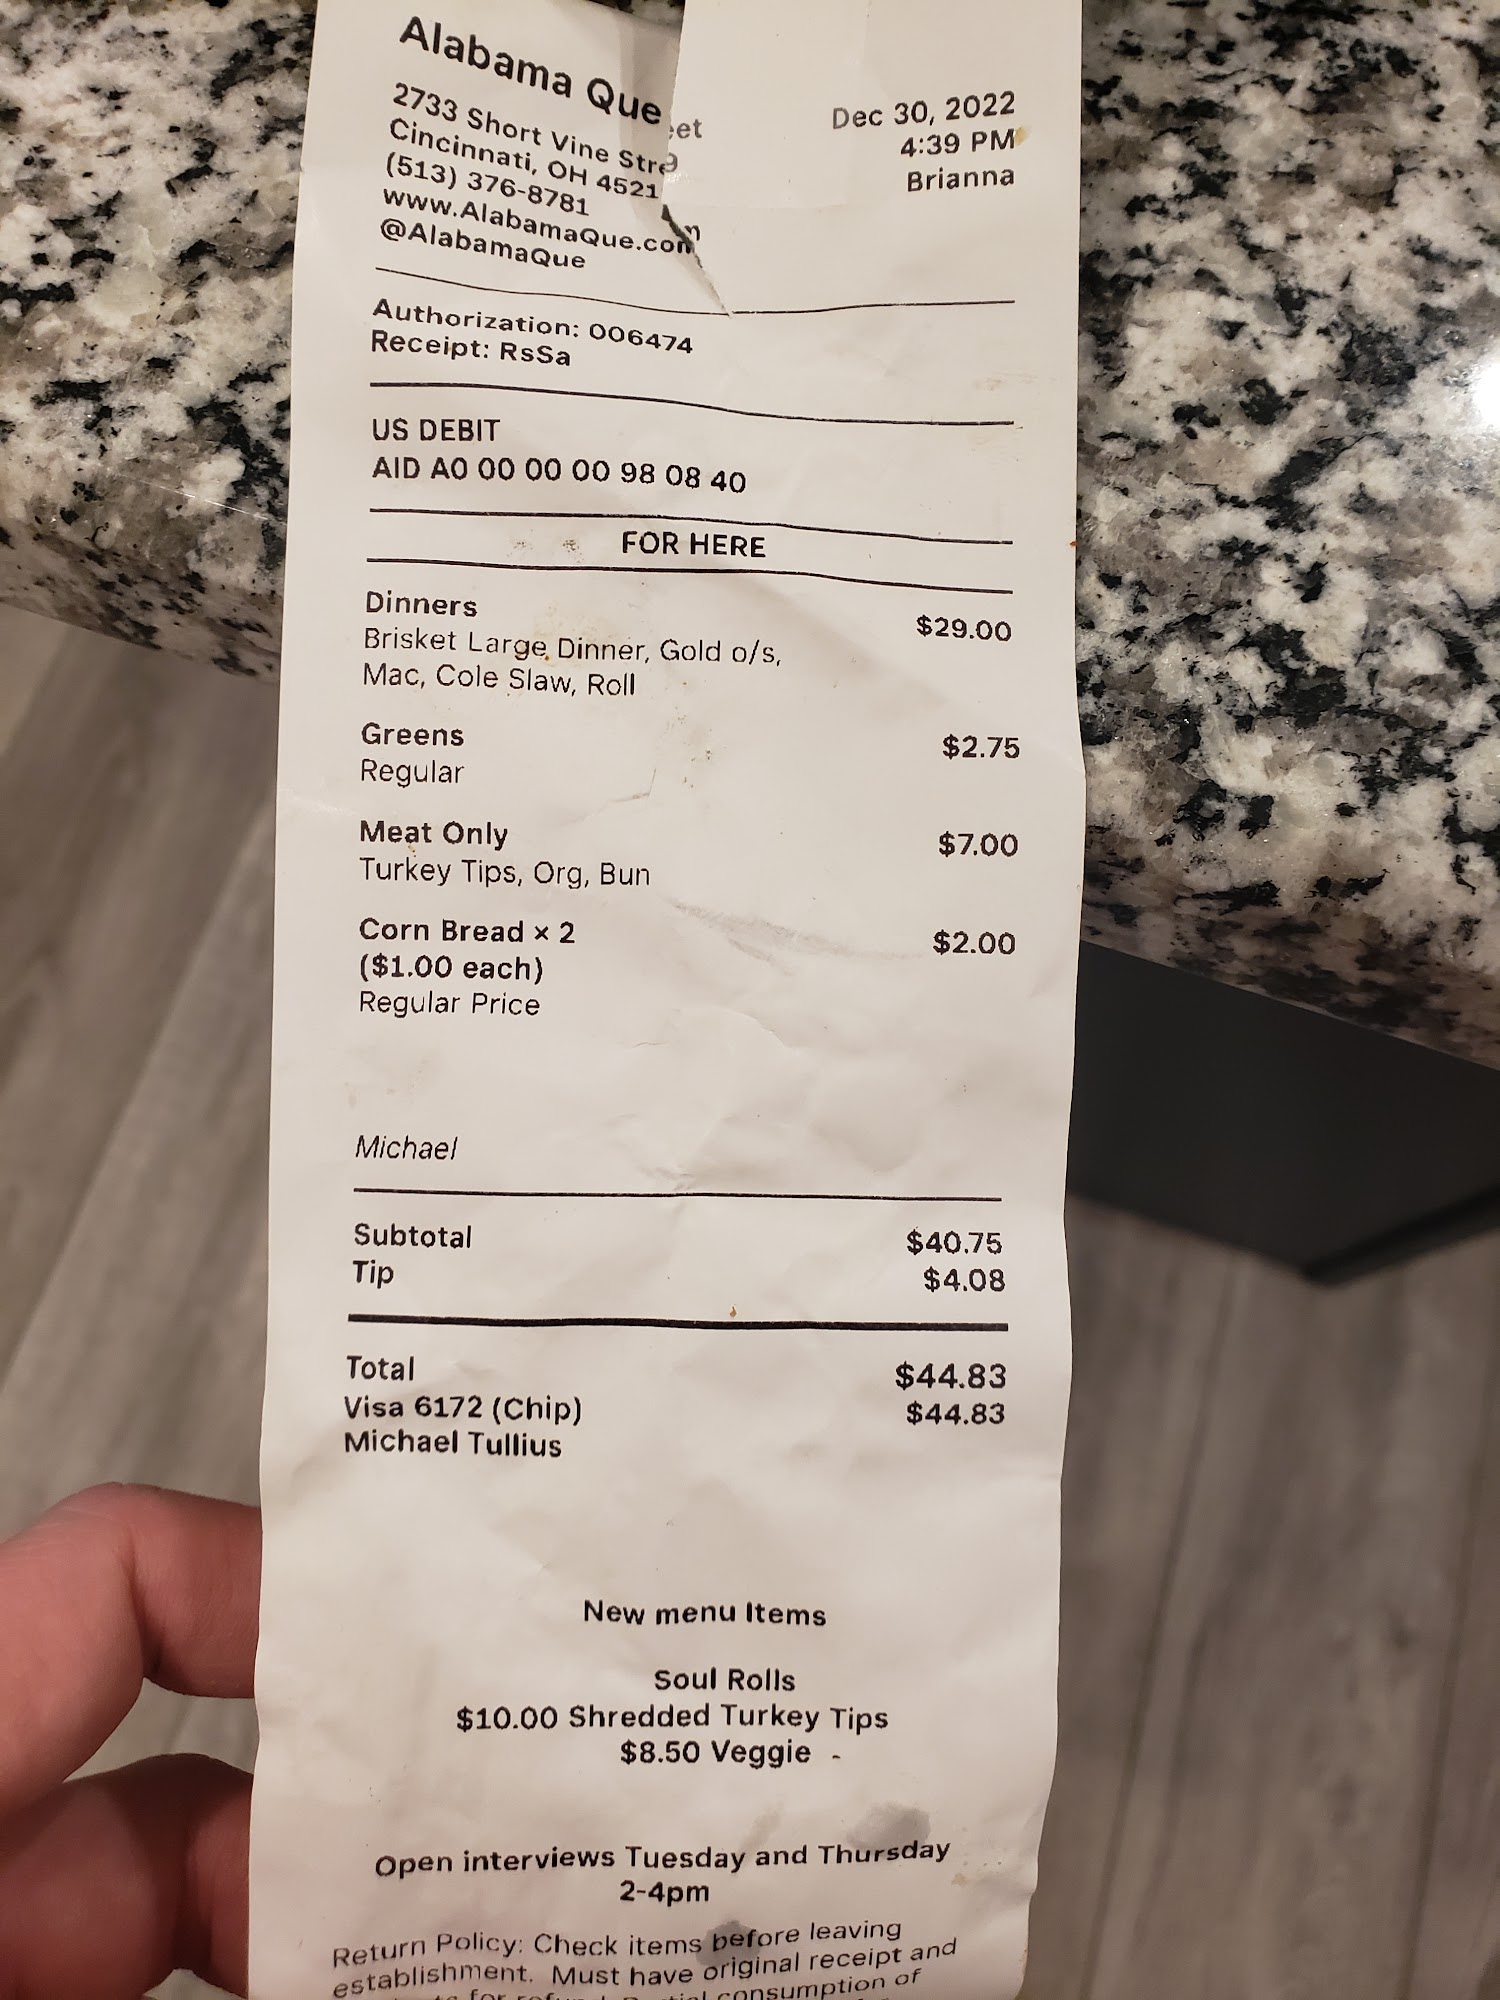 Alabama Que
2733 Short Vine Street
Cincinnati, OH 4521
(513) 376-8781
www.AlabamaQue.com
@AlabamaQue
Dec 30, 2022
4:39 PM
Brianna
Authorization: 006474
Receipt: RsSa
US DEBIT
AID A0 00 00 00 98 08 40
FOR HERE
Dinners $29.00
Brisket Large Dinner, Gold o/s,
Mac, Cole Slaw, Roll
Greens $2.75
Regular
Meat Only $7.00
Turkey Tips, Org, Bun
Corn Bread × 2 $2.00
($1.00 each)
Regular Price
Michael
Subtotal $40.75
Tip $4.08
Total $44.83
Visa 6172 (Chip) $44.83
Michael Tullius
New menu Items
Soul Rolls
$10.00 Shredded Turkey Tips
$8.50 Veggie -
Open interviews Tuesday and Thursday
2-4pm
Return Policy: Check items before leaving
establishment. Must have original receipt and
consumption of